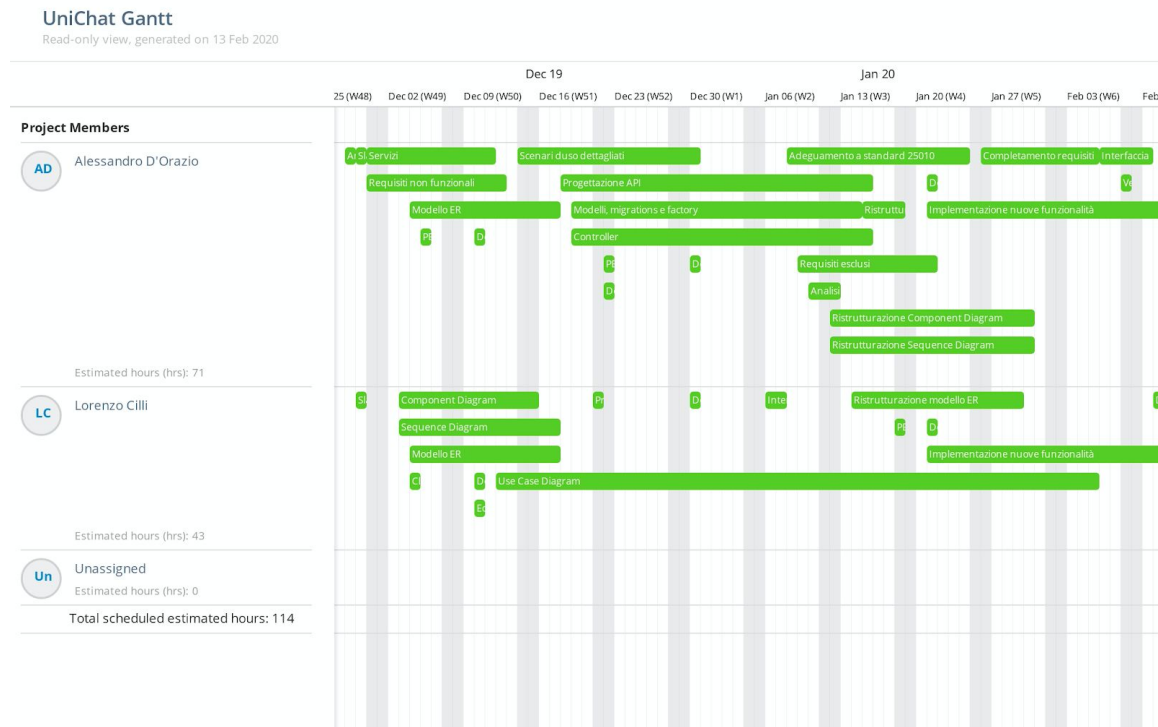 UniChat Gantt
Read-only view, generated on 13 Feb 2020
Dec 19 Jan 20
25 (W48) Dec 02 (W49) Dec 09 (W50) Dec 16 (W51) Dec 23 (W52) Dec 30 (W1) Jan 06 (W2) Jan 13 (W3) Jan 20 (W4) Jan 27 (W5) Feb 03 (W6) Feb
Project Members
AD Alessandro D'Orazio
Servizi Scenari duso dettagliati Adeguamento a standard 25010 Completamento requisiti Interfaccia
Requisiti non funzionali Progettazione API D
Modello ER Modelli, migrations e factory Ristruttu Implementazione nuove funzionalità
Controller
Requisiti esclusi
Analisi
Ristrutturazione Component Diagram
Ristrutturazione Sequence Diagram
Estimated hours (hrs): 71
LC Lorenzo Cilli
Component Diagram Inte Ristrutturazione modello ER
Sequence Diagram
Modello ER Implementazione nuove funzionalità
Use Case Diagram
Estimated hours (hrs): 43
Un Unassigned
Estimated hours (hrs): 0
Total scheduled estimated hours: 114